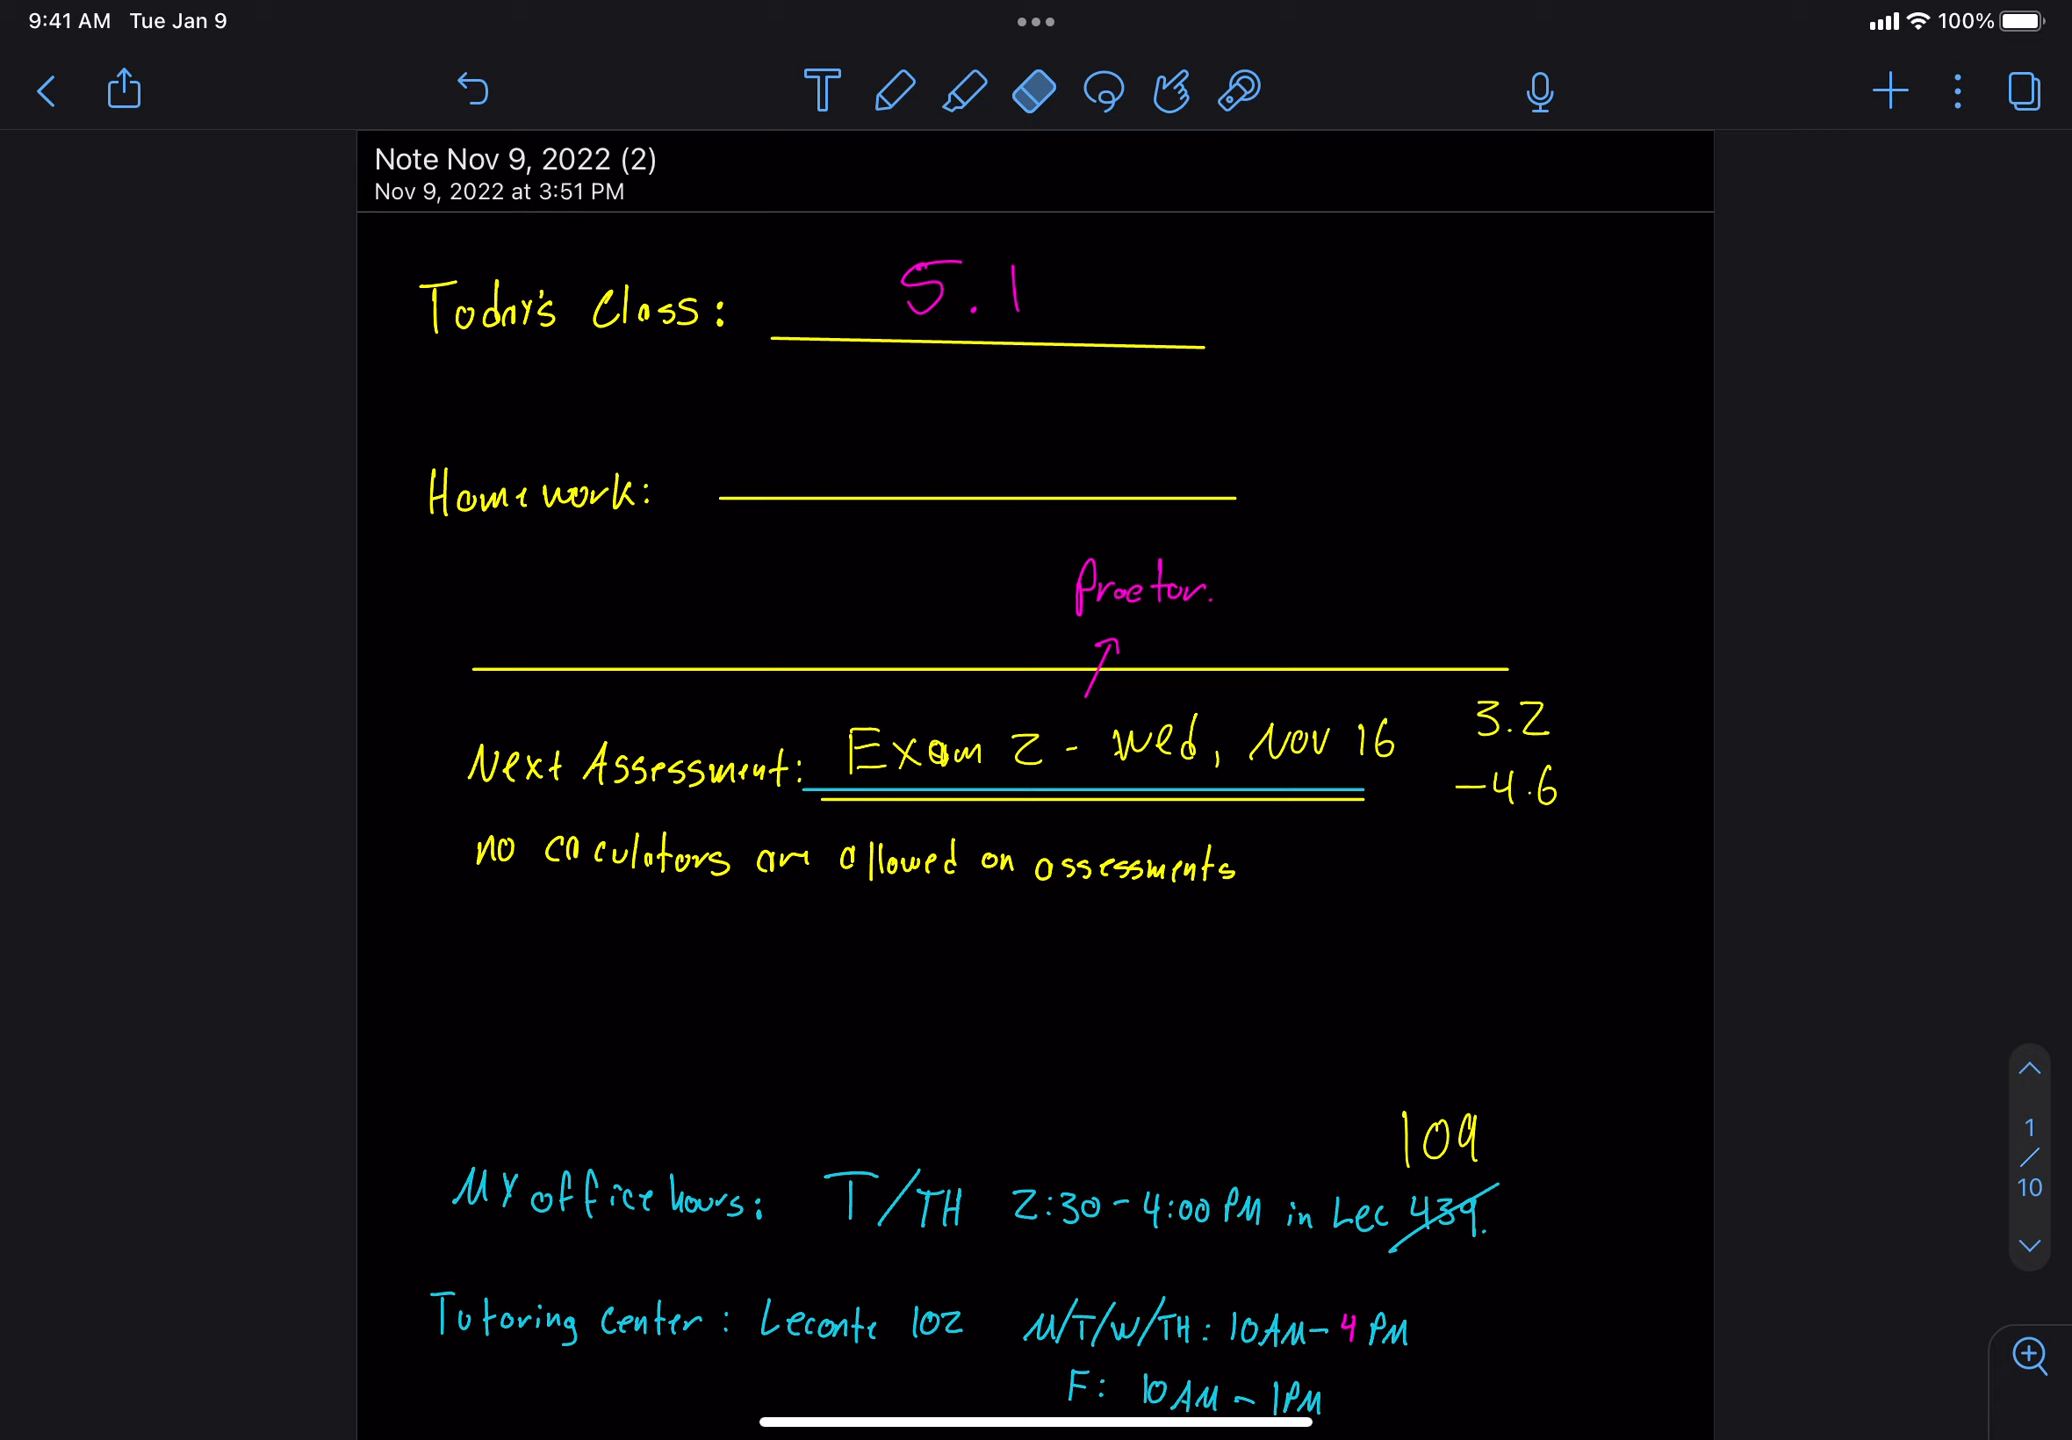 9:41 AM Tue Jan 9
100%
T
Note Nov 9, 2022 (2)
Nov 9, 2022 at 3:51 PM
Today's Class: 5.1
Homework:
Proctor.
Next Assessment: Exam 2 - Wed, Nov 16
3.2
-4.6
no calculators are allowed on assessments
109
My office hours: T/TH 2:30-4:00 PM in Lec 439.
Tutoring center: Leconte 102 M/T/W/TH: 10AM-4 PM
F: 10AM - 1PM
1
/
10